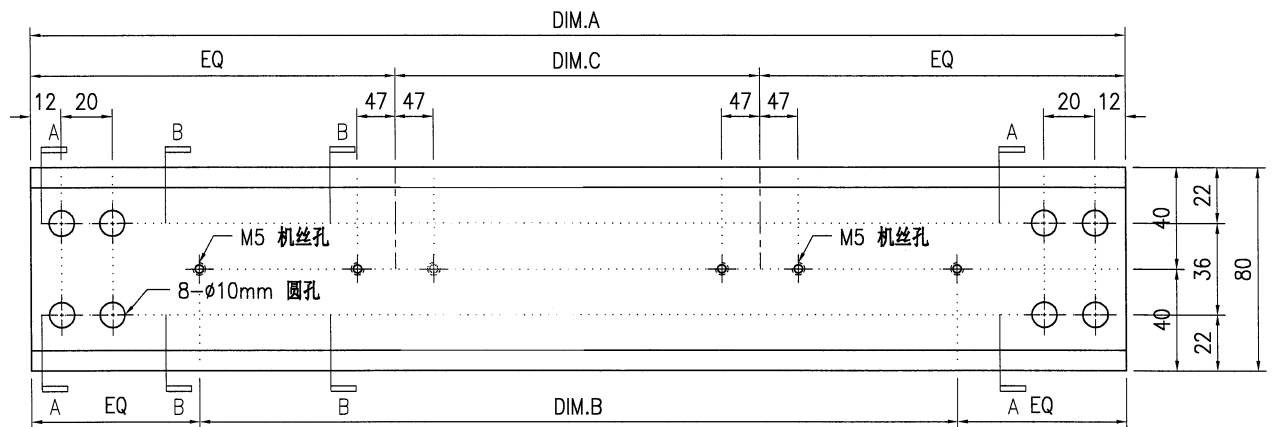 DIM.A
EQ DIM.C EQ
12 20 47 47 47 47 20 12
A B B A
22
40
M5 机丝孔 M5 机丝孔
36 80
8-ø10mm 圆孔
40
22
A B B A
EQ DIM.B EQ